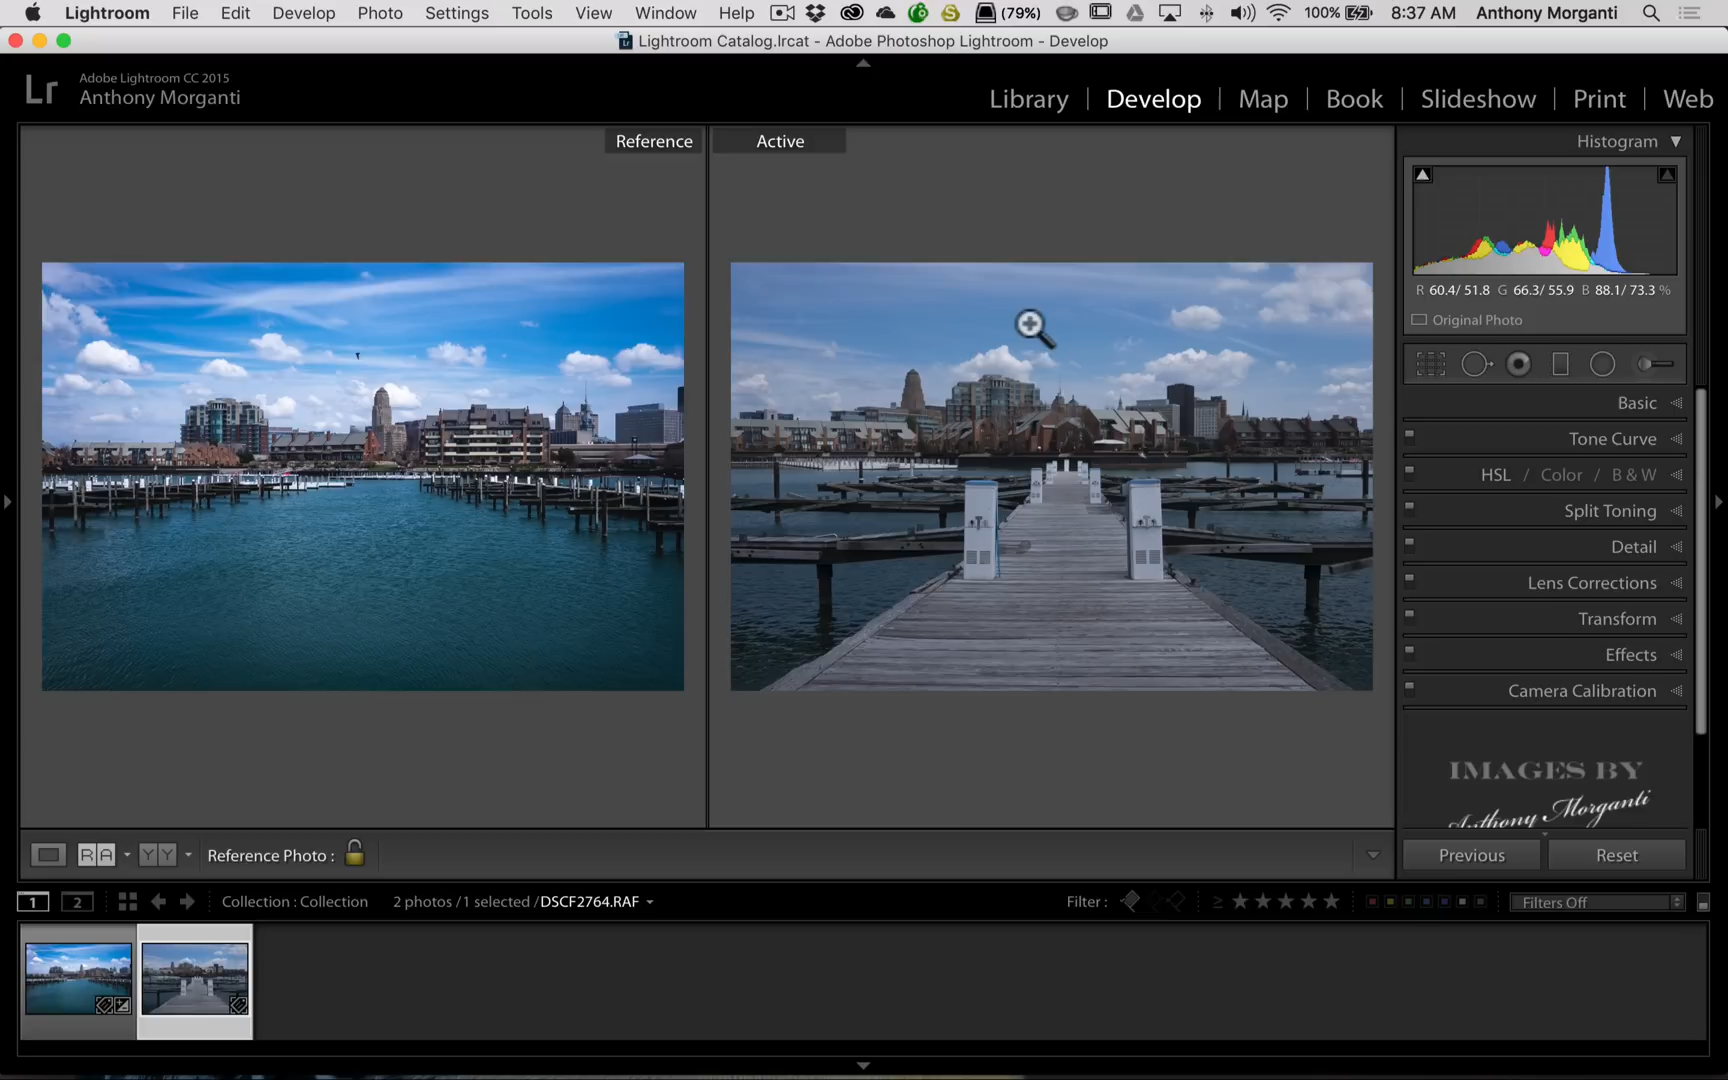 Lightroom File Edit Develop Photo Settings Tools View Window Help (79%) 100% 8:37 AM Anthony Morganti
Lightroom Catalog.lrcat - Adobe Photoshop Lightroom - Develop
Lr Adobe Lightroom CC 2015
Anthony Morganti
Library | Develop | Map | Book | Slideshow | Print | Web
Reference Active Histogram
R 60.4/ 51.8 G 66.3/ 55.9 B 88.1/ 73.3 %
Original Photo
Basic
Tone Curve
HSL / Color / B & W
Split Toning
Detail
Lens Corrections
Transform
Effects
Camera Calibration
IMAGES BY
Anthony Morganti
R A Y Y Reference Photo : Previous Reset
1 2 Collection : Collection 2 photos / 1 selected / DSCF2764.RAF Filter : ≥ ★ ★ ★ ★ ★ Filters Off